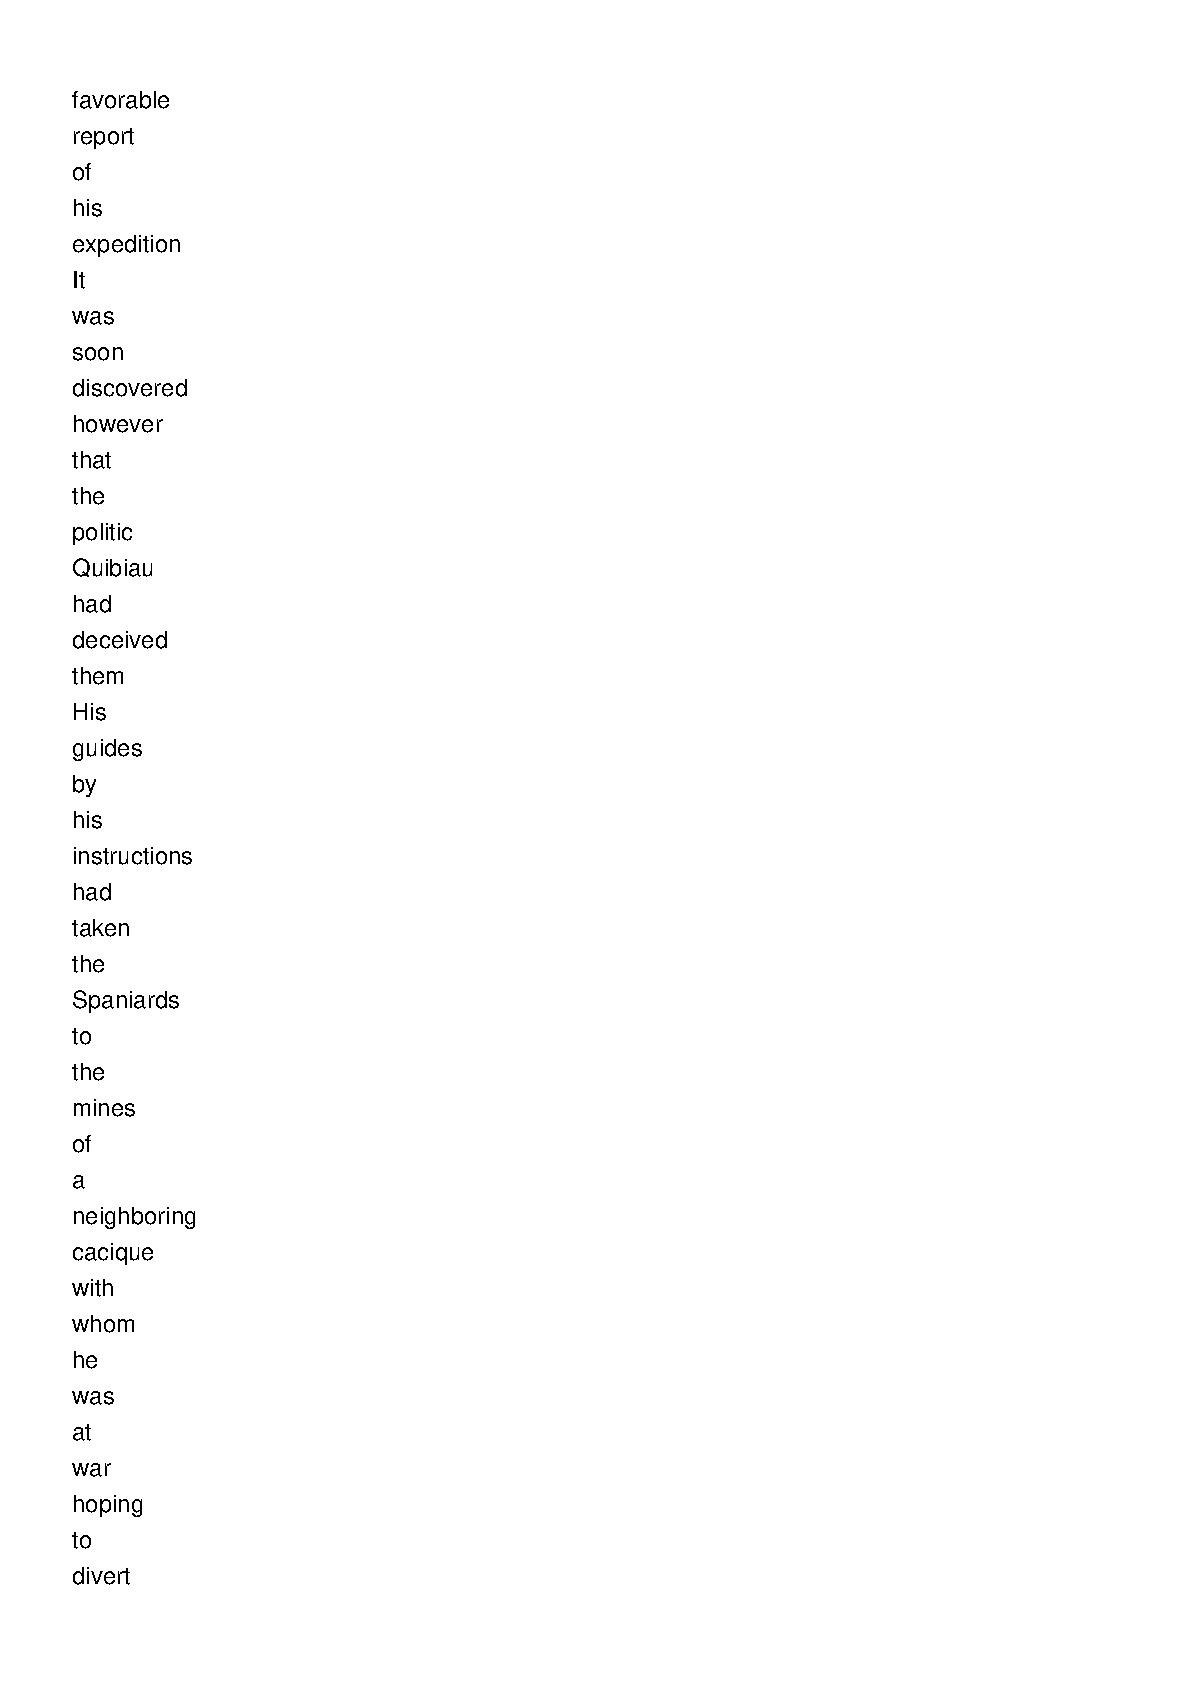 favorable
report
of
his
expedition
It
was
soon
discovered
however
that
the
politic
Quibiau
had
deceived
them
His
guides
by
his
instructions
had
taken
the
Spaniards
to
the
mines
of
a
neighboring
cacique
with
whom
he
was
at
war
hoping
to
divert